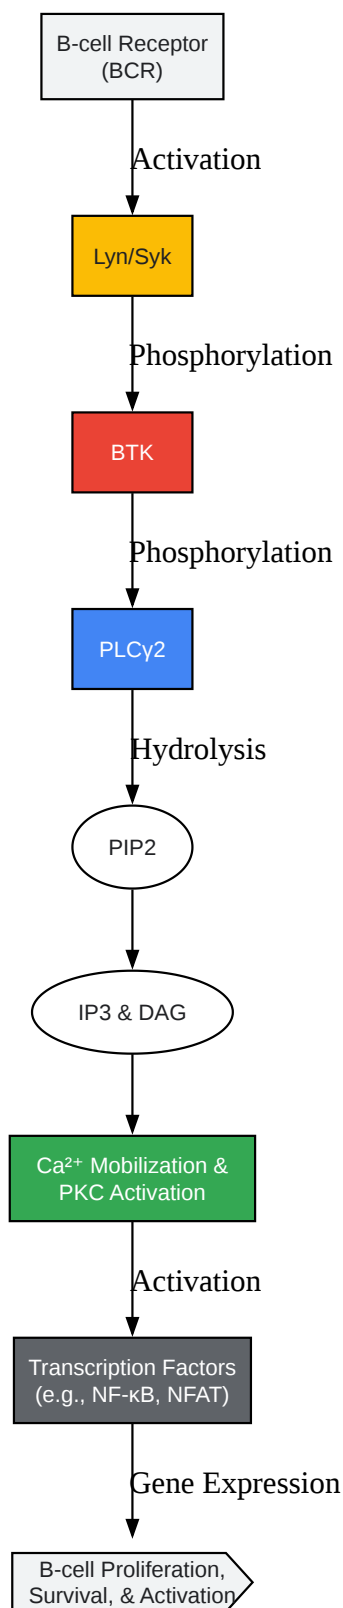 B-cell Receptor
(BCR)
Activation
Lyn/Syk
Phosphorylation
BTK
Phosphorylation
PLCγ2
Hydrolysis
PIP2
IP3 & DAG
Ca²⁺ Mobilization &
PKC Activation
Activation
Transcription Factors
(e.g., NF-κB, NFAT)
Gene Expression
B-cell Proliferation,
Survival, & Activation